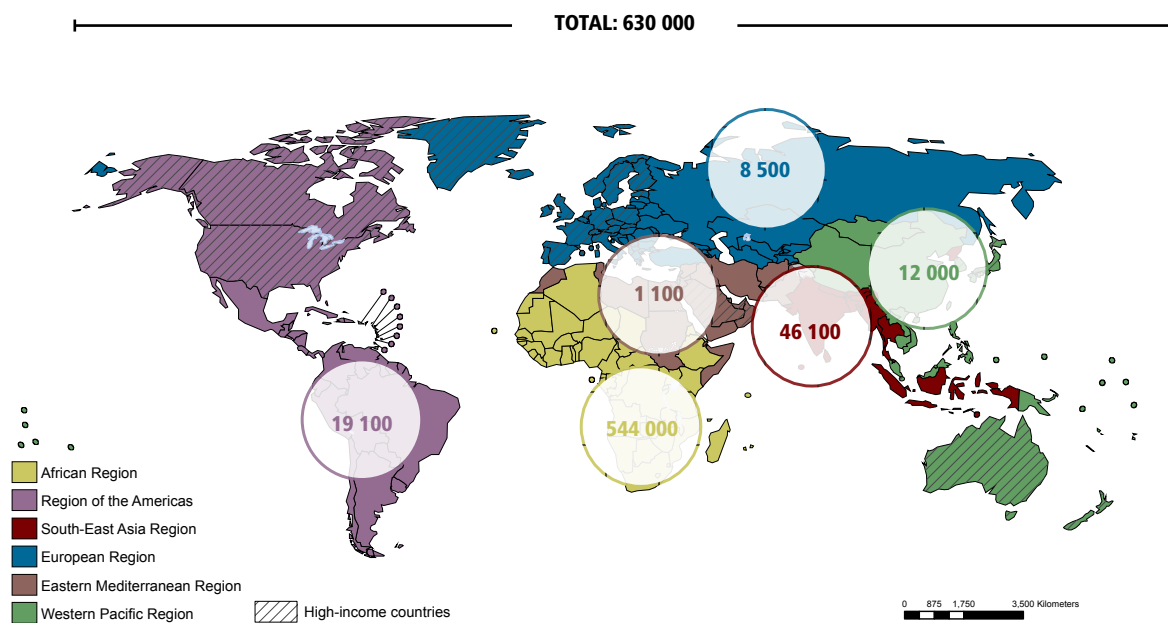 TOTAL: 630 000
8 500
12 000
1 100
46 100
19 100
544 000
African Region
Region of the Americas
South-East Asia Region
European Region
Eastern Mediterranean Region
Western Pacific Region
High-income countries
0 875 1,750 3,500 Kilometers